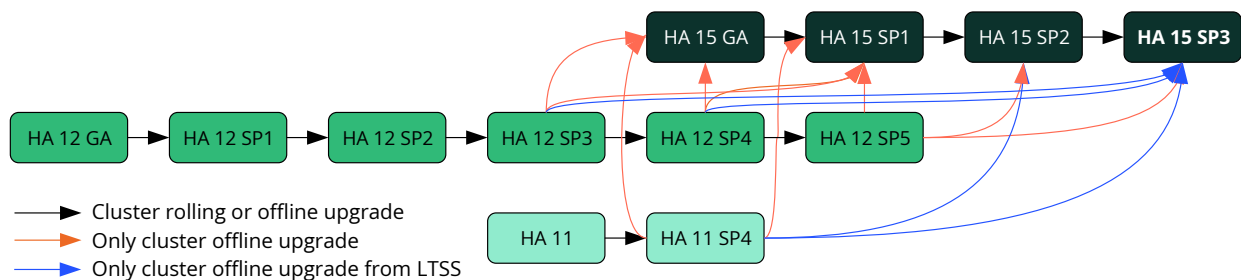 HA 15 GA
HA 15 SP1
HA 15 SP2
HA 15 SP3
HA 12 GA
HA 12 SP1
HA 12 SP2
HA 12 SP3
HA 12 SP4
HA 12 SP5
HA 11
HA 11 SP4
Cluster rolling or offline upgrade
Only cluster offline upgrade
Only cluster offline upgrade from LTSS